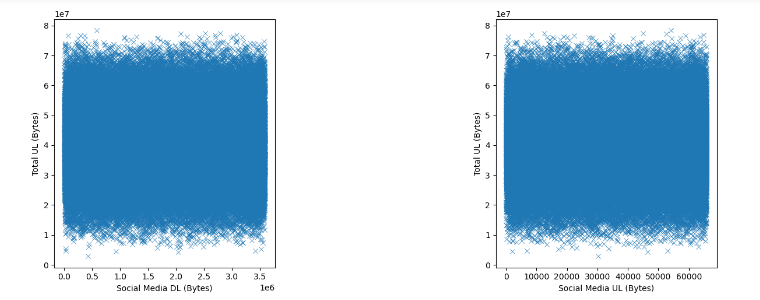 1e7
8
7
6
5
4
3
2
1
0
Total UL (Bytes)
0.0 0.5 1.0 1.5 2.0 2.5 3.0 3.5
1e6
Social Media DL (Bytes)
1e7
8
7
6
5
4
3
2
1
0
Total UL (Bytes)
0 10000 20000 30000 40000 50000 60000
Social Media UL (Bytes)